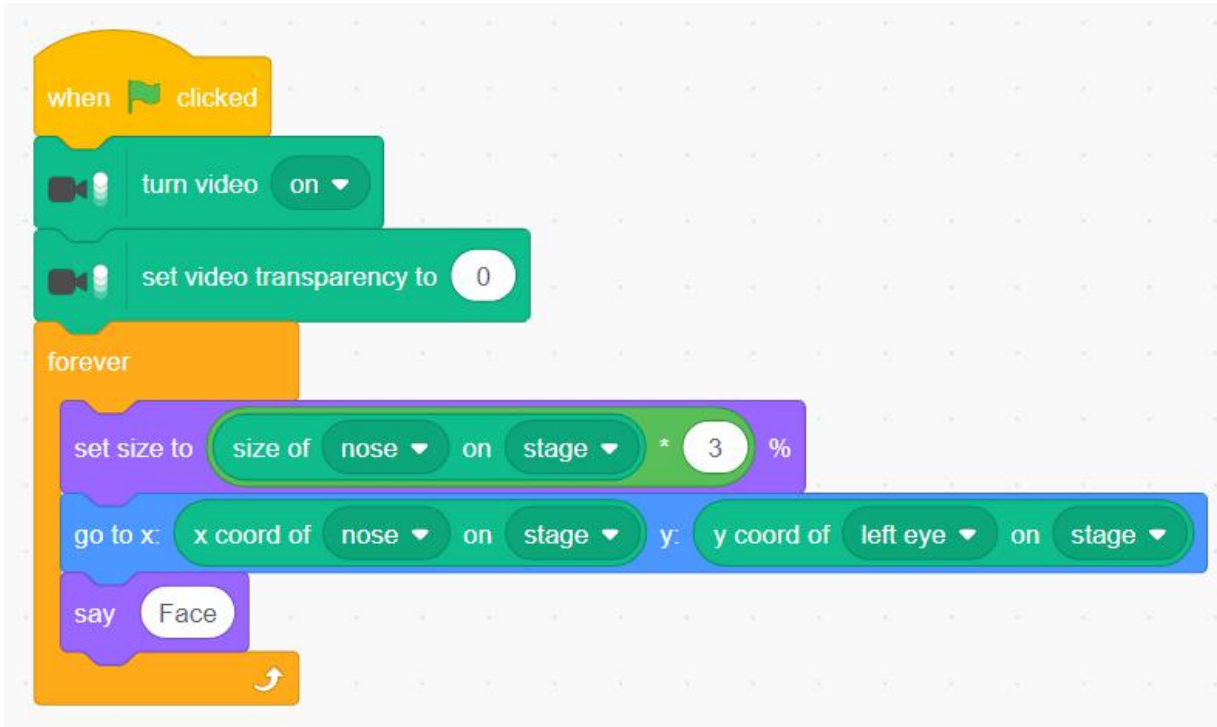 when clicked
turn video on
set video transparency to 0
forever
set size to size of nose on stage * 3 %
go to x: x coord of nose on stage y: y coord of left eye on stage
say Face